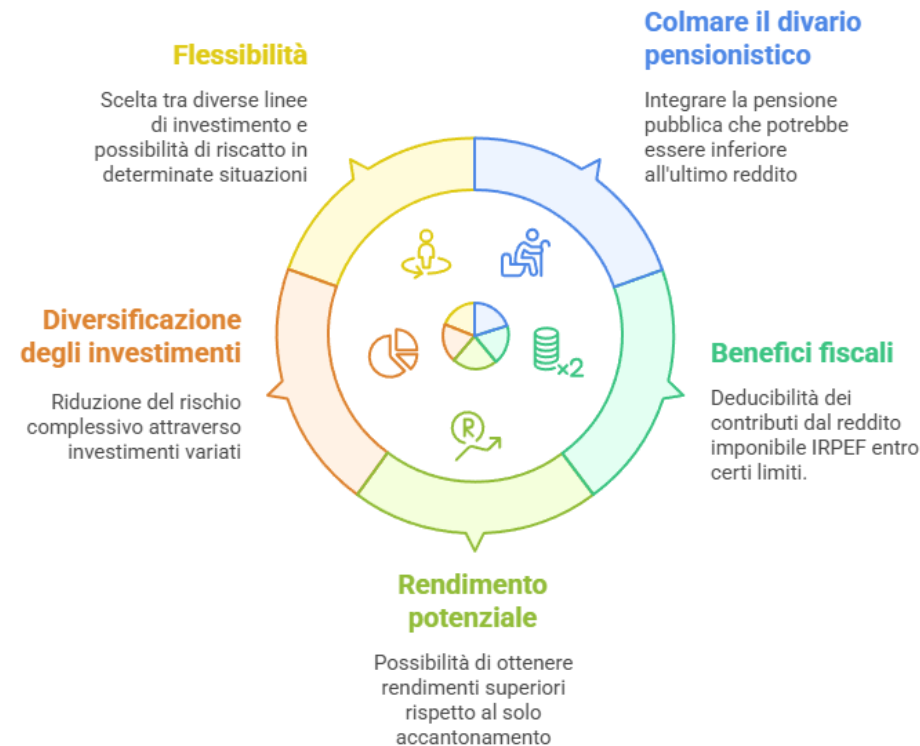 Colmare il divario
pensionistico
Integrare la pensione
pubblica che potrebbe
essere inferiore
all'ultimo reddito
Flessibilità
Scelta tra diverse linee
di investimento e
possibilità di riscatto in
determinate situazioni
Diversificazione
degli investimenti
Riduzione del rischio
complessivo attraverso
investimenti variati
×2
R
Benefici fiscali
Deducibilità dei
contributi dal reddito
imponibile IRPEF entro
certi limiti.
Rendimento
potenziale
Possibilità di ottenere
rendimenti superiori
rispetto al solo
accantonamento